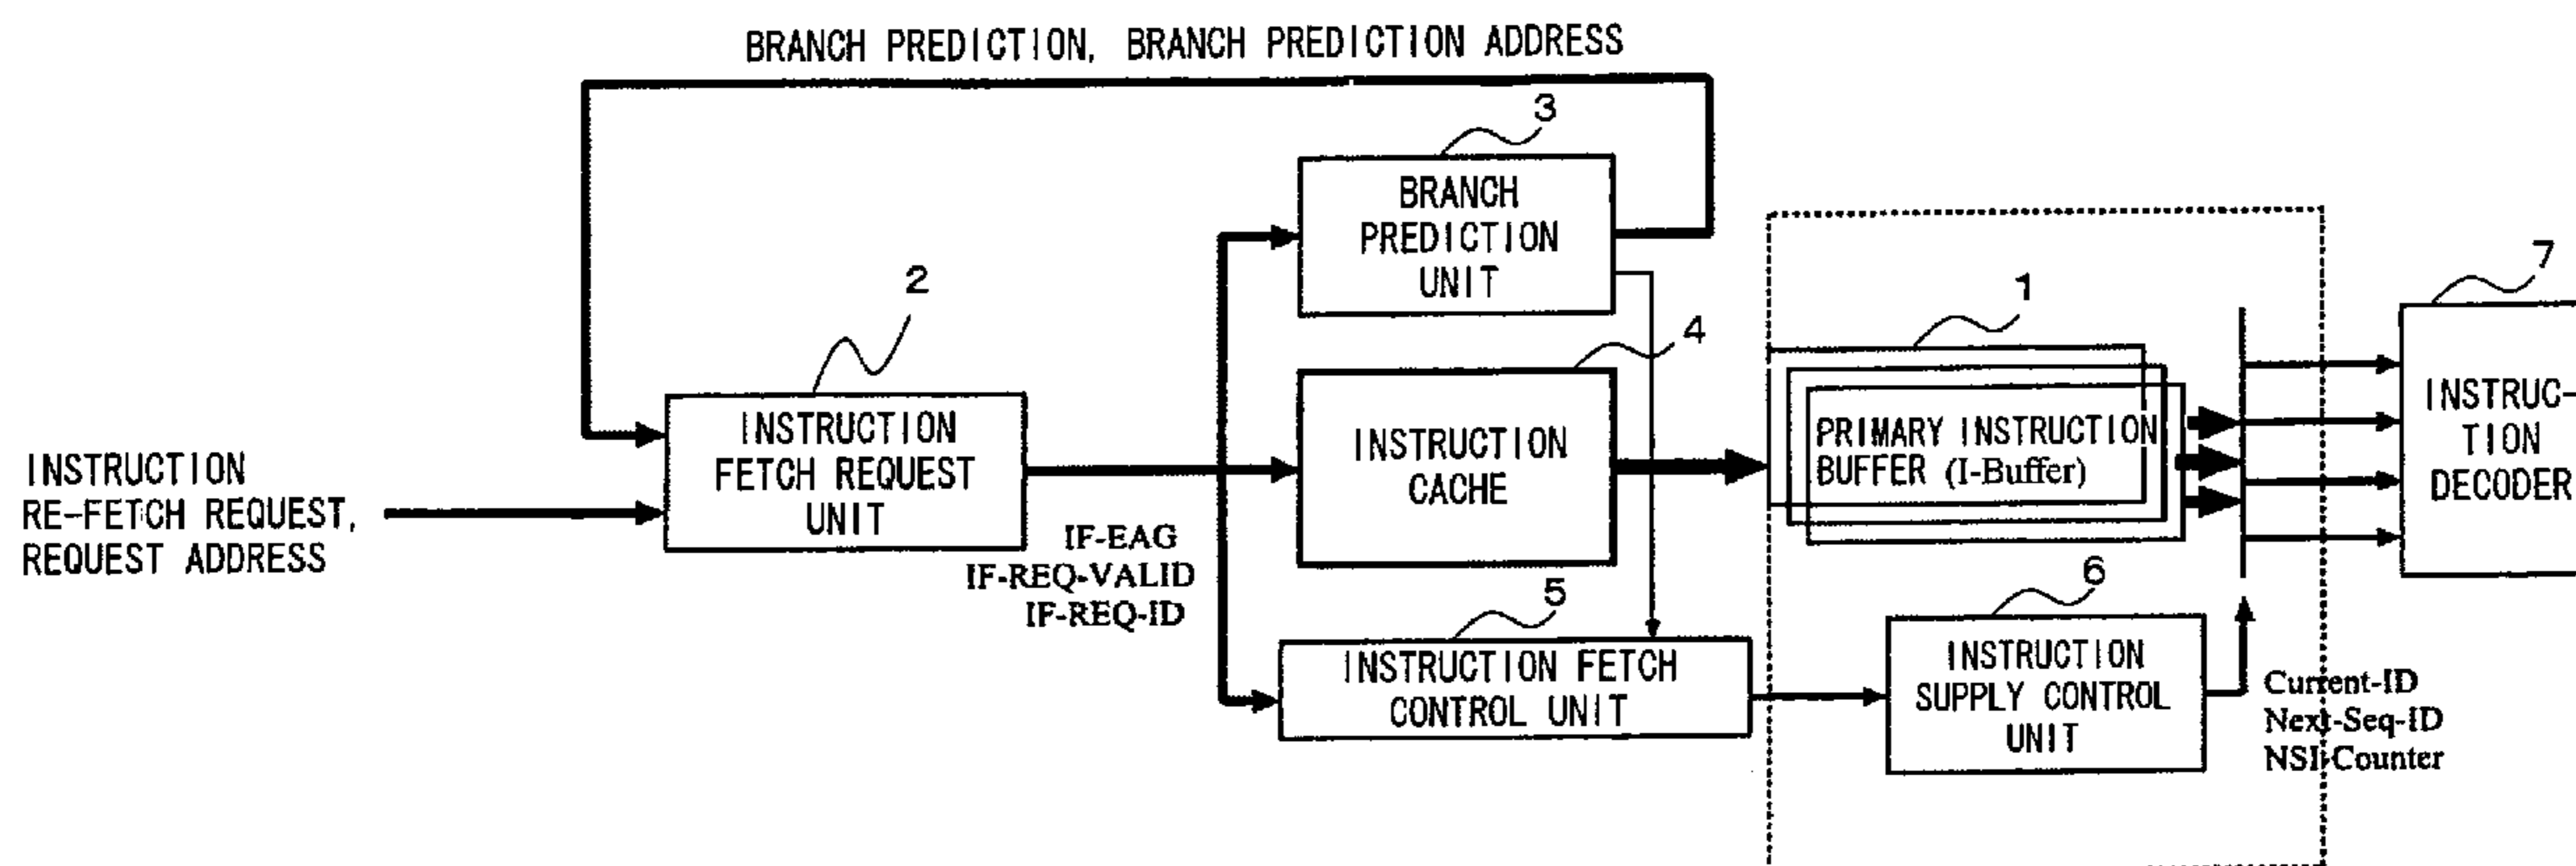 BRANCH PREDICTION, BRANCH PREDICTION ADDRESS
3
BRANCH
PREDICTION
UNIT
2
INSTRUCTION
FETCH REQUEST
UNIT
INSTRUCTION
RE-FETCH REQUEST,
REQUEST ADDRESS
IF-EAG
IF-REQ-VALID
IF-REQ-ID
4
INSTRUCTION
CACHE
5
INSTRUCTION FETCH
CONTROL UNIT
1
PRIMARY INSTRUCTION
BUFFER (I-Buffer)
6
INSTRUCTION
SUPPLY CONTROL
UNIT
Current-ID
Next-Seq-ID
NSI-Counter
7
INSTRUC-
TION
DECODER